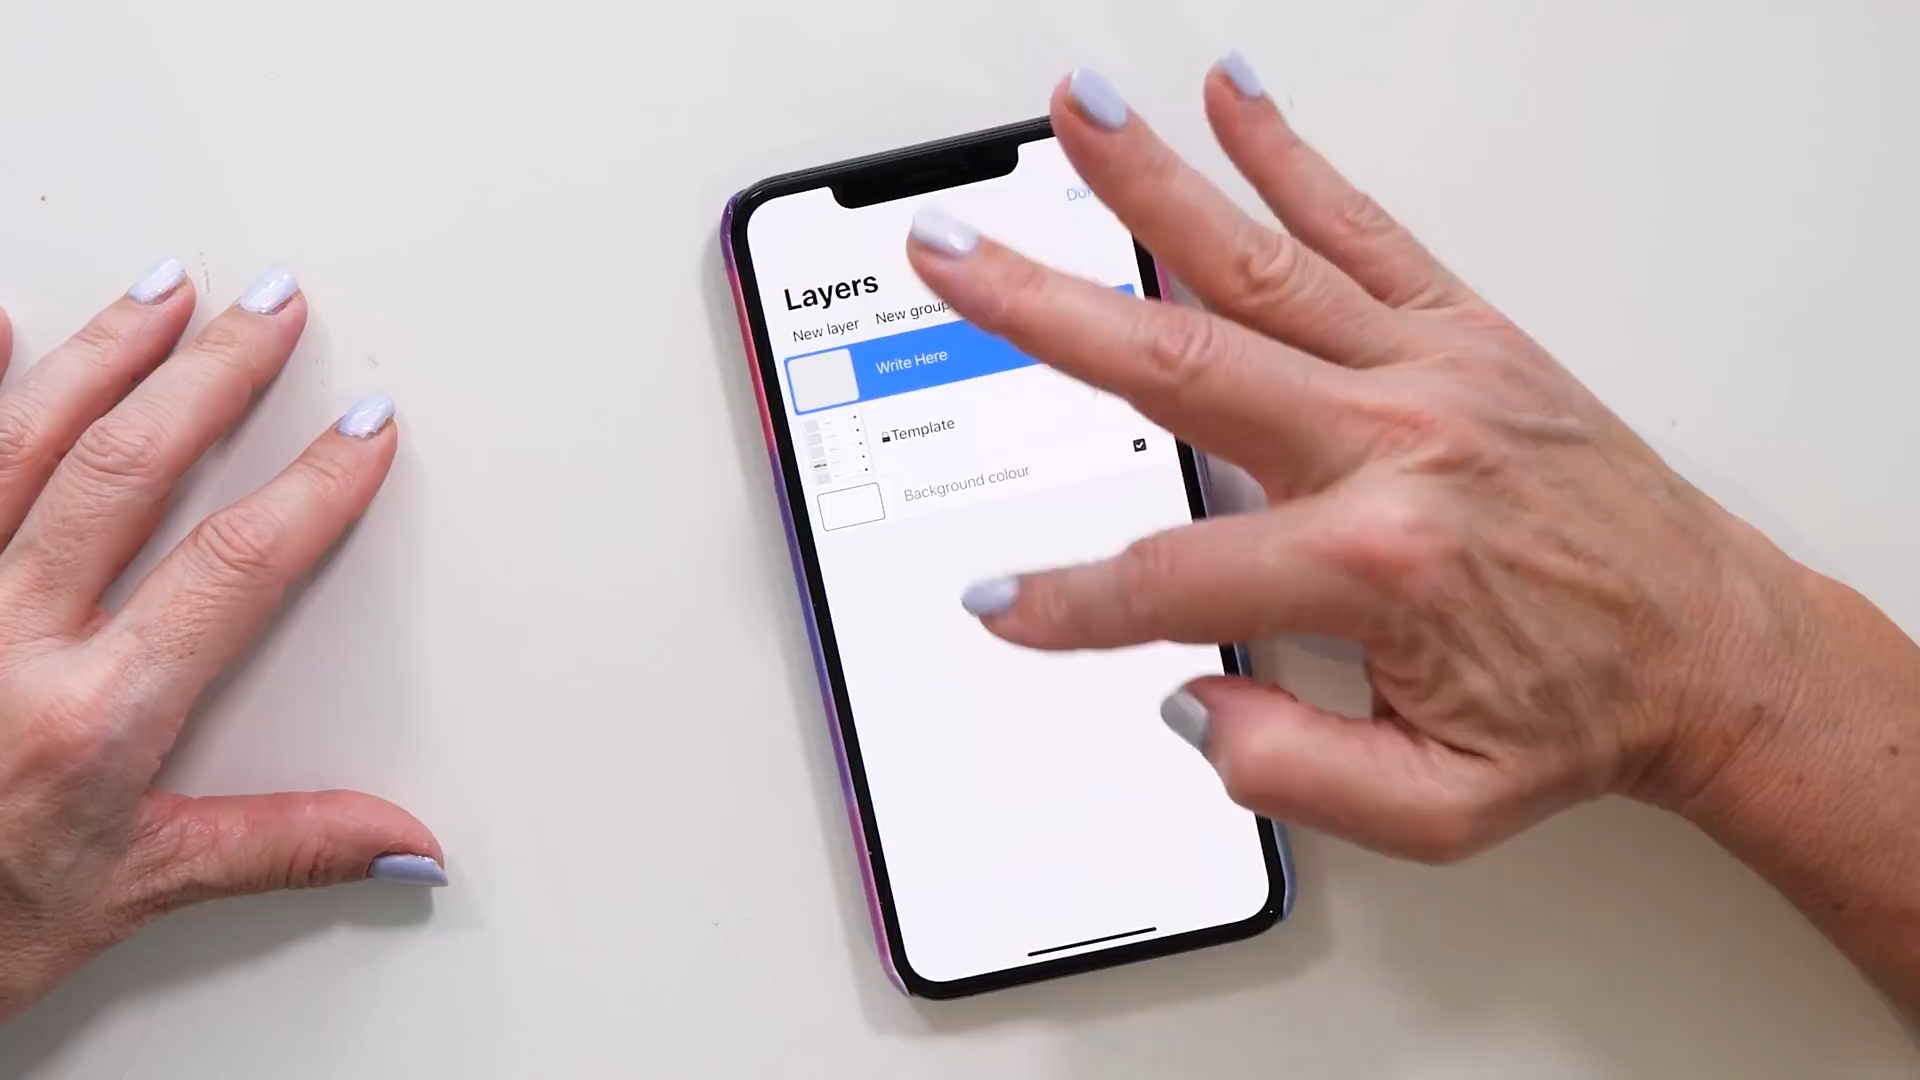 Layers
New layer New group
Write Here
Template
Background colour